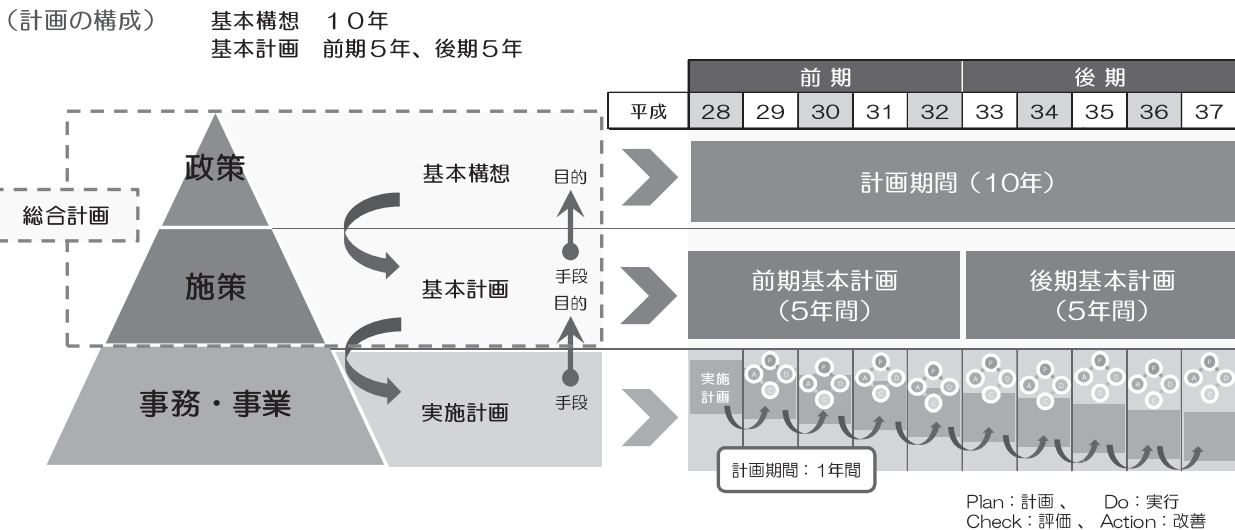 （計画の構成）
基本構想　１０年
基本計画　前期５年、後期５年
前 期
後 期
平成 28 29 30 31 32 33 34 35 36 37
総合計画
政策
基本構想
目的
計画期間（10年）
手段
施策
基本計画
目的
前期基本計画
（5年間）
後期基本計画
（5年間）
手段
事務・事業
実施計画
実施
計画
P A D C
P A D C
P A D C
P A D C
P A D C
P A D C
P A D C
P A D C
P A D C
計画期間：1年間
Plan：計画 、 Do：実行
Check：評価 、 Action：改善